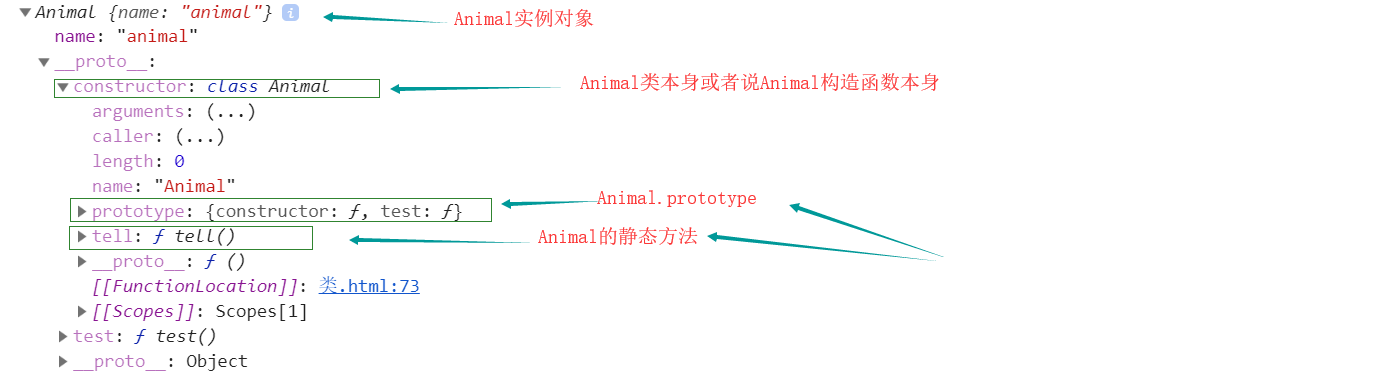 Animal {name: "animal"} i Animal实例对象
name: "animal"
__proto__:
constructor: class Animal Animal类本身或者说Animal构造函数本身
arguments: (...)
caller: (...)
length: 0
name: "Animal"
prototype: {constructor: ƒ, test: ƒ} Animal.prototype
tell: ƒ tell() Animal的静态方法
__proto__: ƒ ()
[[FunctionLocation]]: 类.html:73
[[Scopes]]: Scopes[1]
test: ƒ test()
__proto__: Object